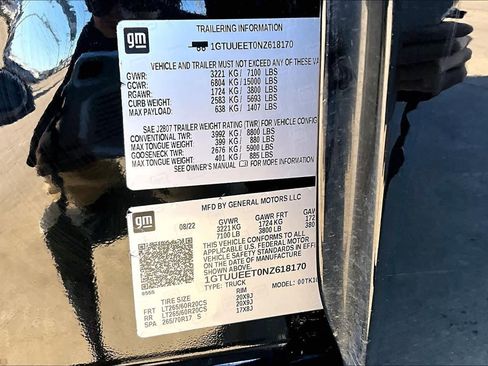 gm
TRAILERING INFORMATION
1GTUUEET0NZ618170
VEHICLE AND TRAILER MUST NOT EXCEED ANY OF THESE VA
GVWR: 3221 KG / 7100 LBS
GCWR: 6804 KG / 15000 LBS
RGAWR: 1724 KG / 3800 LBS
CURB WEIGHT: 2583 KG / 5693 LBS
MAX PAYLOAD: 638 KG / 1407 LBS
SAE J2807 TRAILER WEIGHT RATING (TWR) FOR VEHICLE CONFIG
CONVENTIONAL TWR: 3992 KG / 8800 LBS
MAX TONGUE WEIGHT: 399 KG / 880 LBS
GOOSENECK TWR: 2676 KG / 5900 LBS
MAX TONGUE WEIGHT: 401 KG / 885 LBS
SEE OWNER'S MANUAL FOR MORE INFORMATION
gm
MFD BY GENERAL MOTORS LLC
08/22 GVWR GAWR FRT GAW
3221 KG 1724 KG 172
7100 LB 3800 LB 380
THIS VEHICLE CONFORMS TO ALL
APPLICABLE U.S. FEDERAL MOTOR
VEHICLE SAFETY STANDARDS IN EFF
ON THE DATE OF MANUFACTURE
1GTUUEET0NZ618170
TYPE: TRUCK MODEL:
TIRE SIZE RIM
FRT LT265/60R20CS 20X9J
RR LT265/60R20CS 20X9J
SPA 265/70R17 S 17X8J